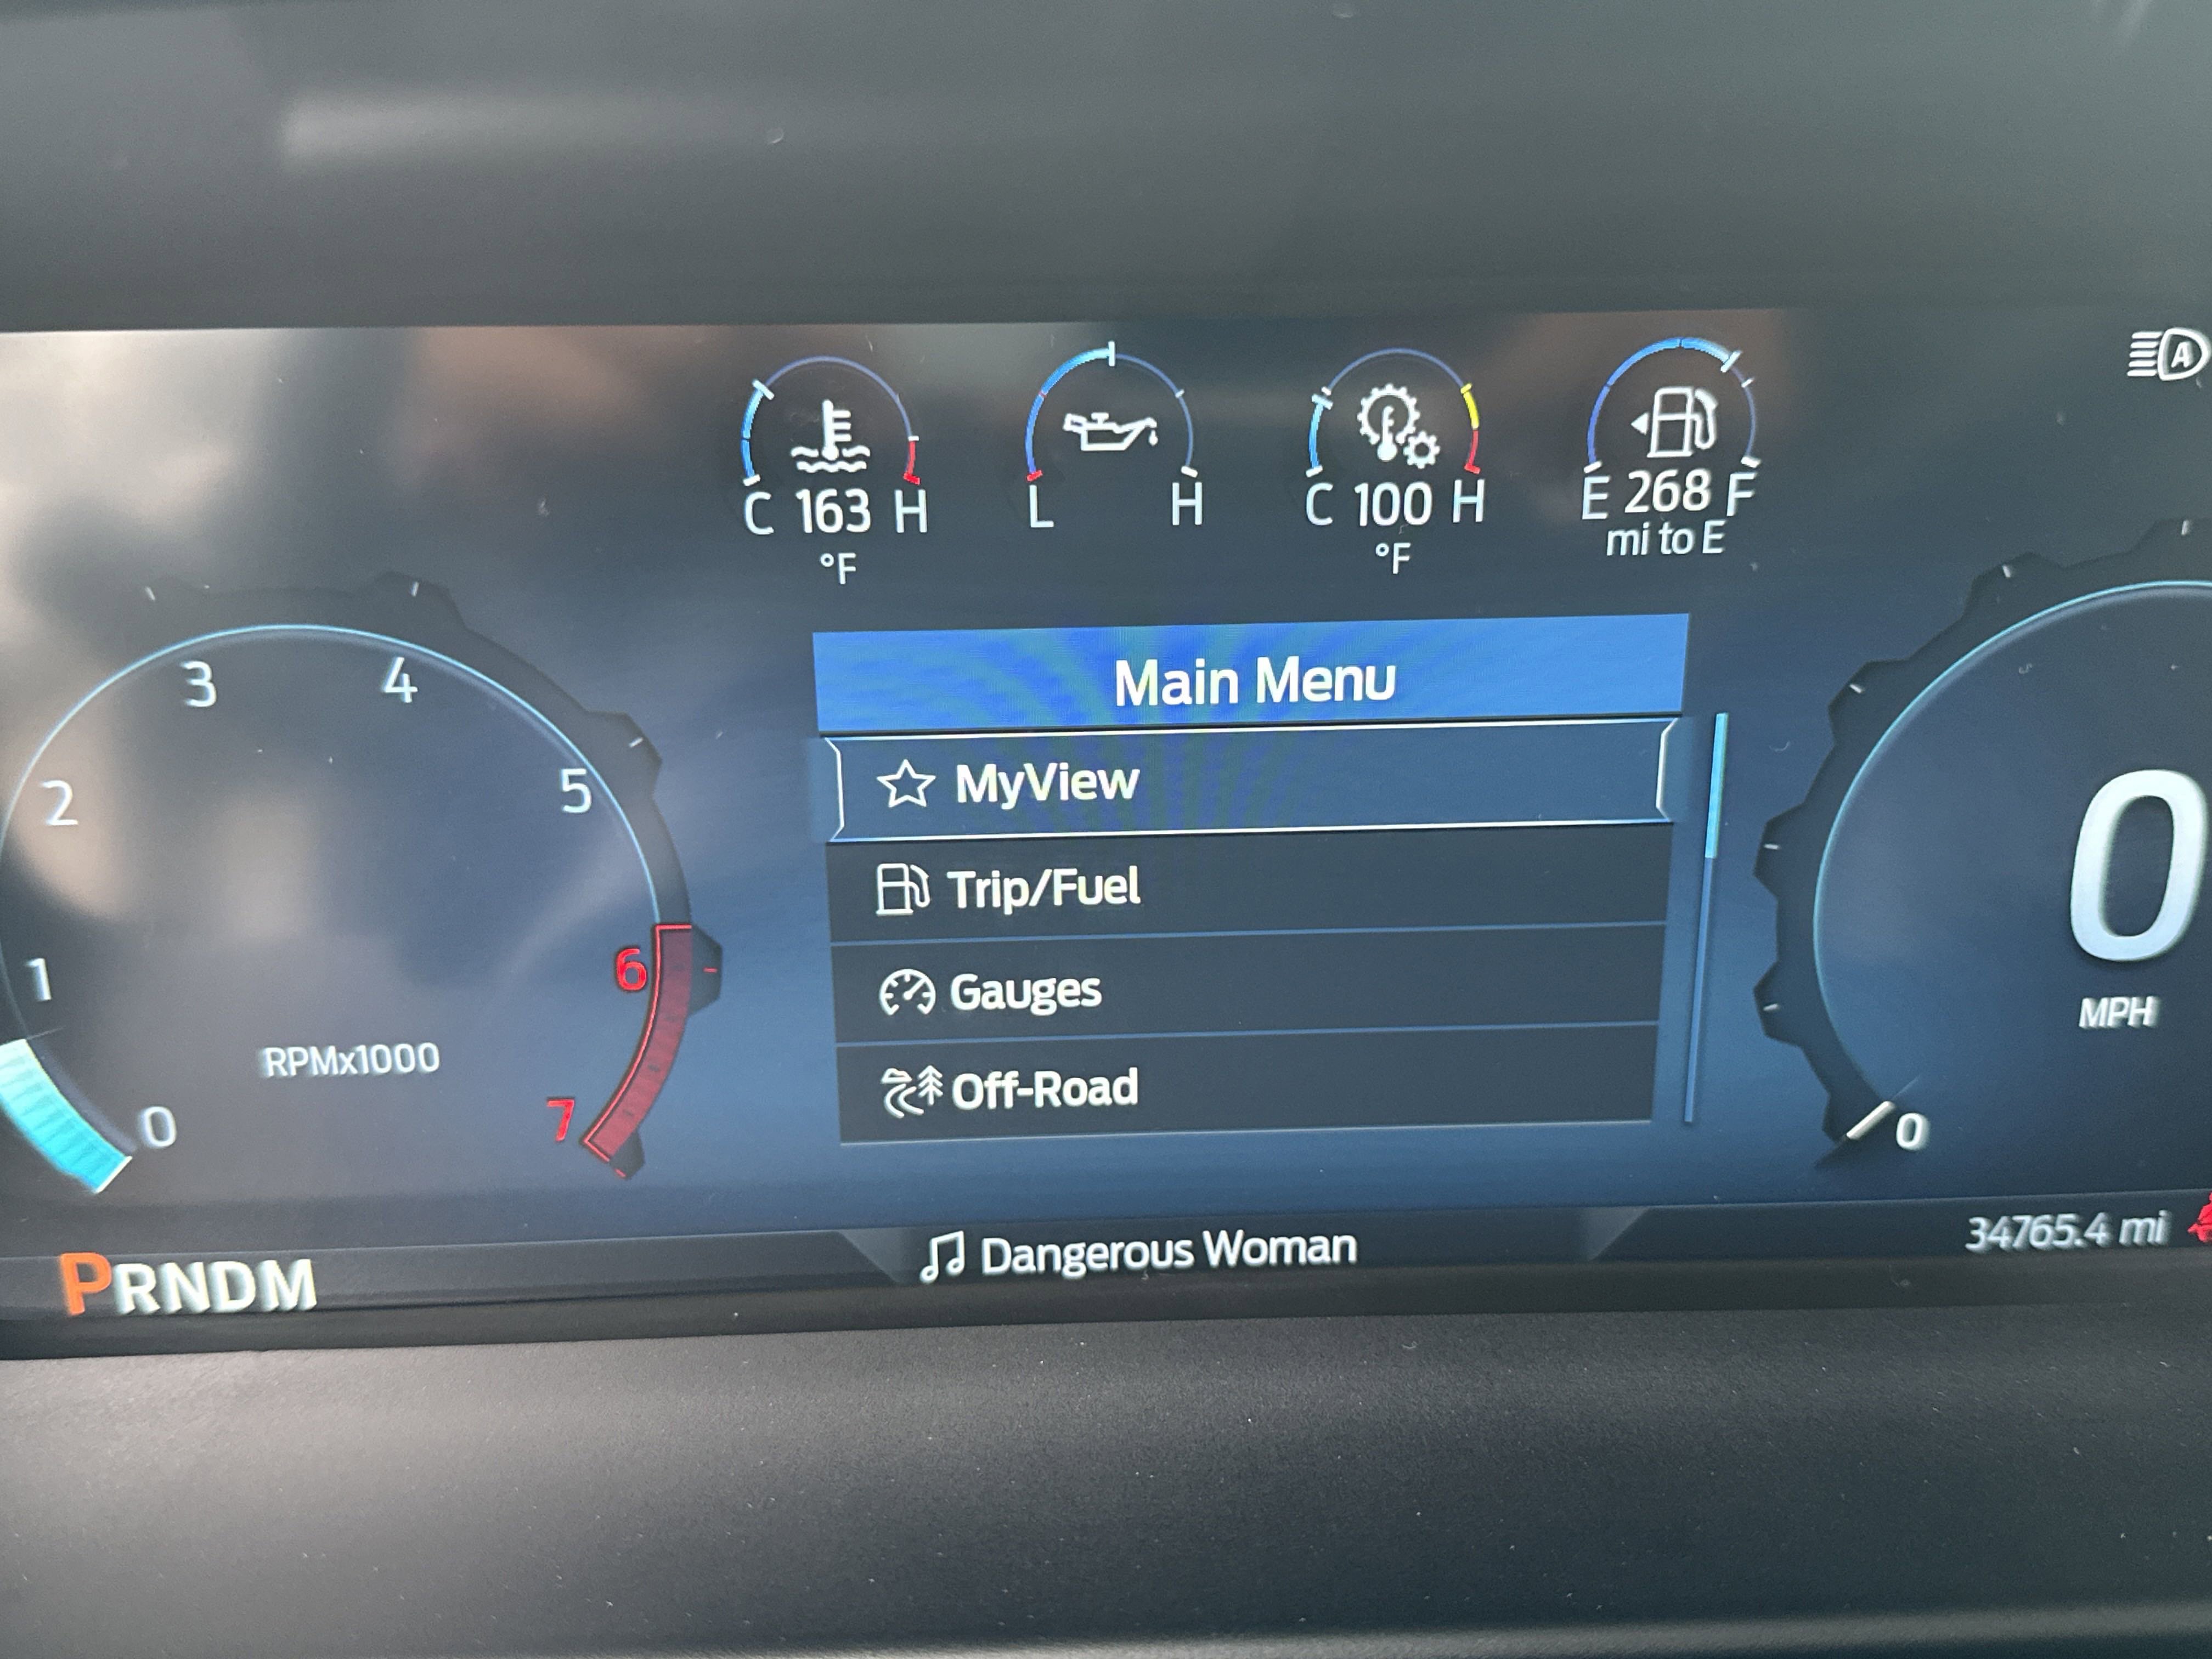 A
C 163 H
°F
L H
C 100 H
°F
E 268 F
mi to E
Main Menu
MyView
Trip/Fuel
Gauges
Off-Road
0
1
2
3
4
5
6
7
RPMx1000
0
MPH
0
PRNDM
Dangerous Woman
34765.4 mi